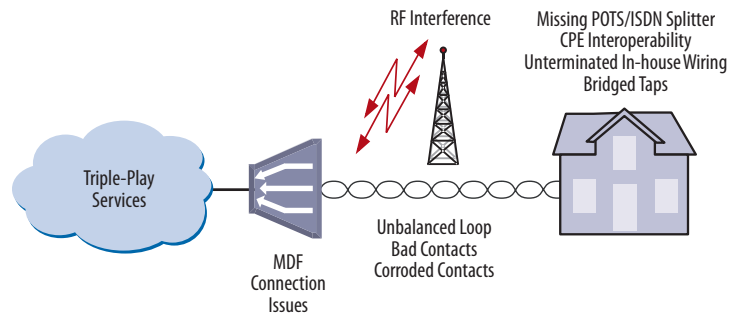 RF Interference
Missing POTS/ISDN Splitter
CPE Interoperability
Unterminated In-house Wiring
Bridged Taps
Triple-Play
Services
MDF
Connection
Issues
Unbalanced Loop
Bad Contacts
Corroded Contacts